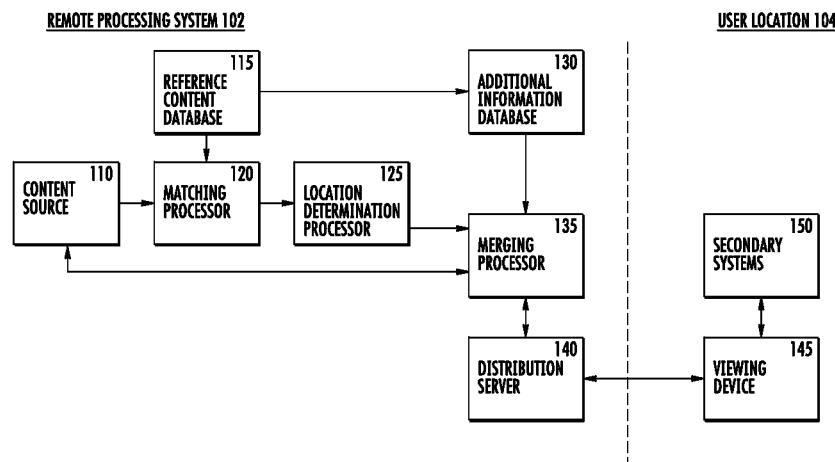 REMOTE PROCESSING SYSTEM 102
USER LOCATION 104
115
REFERENCE
CONTENT
DATABASE
130
ADDITIONAL
INFORMATION
DATABASE
110
CONTENT
SOURCE
120
MATCHING
PROCESSOR
125
LOCATION
DETERMINATION
PROCESSOR
135
MERGING
PROCESSOR
150
SECONDARY
SYSTEMS
140
DISTRIBUTION
SERVER
145
VIEWING
DEVICE